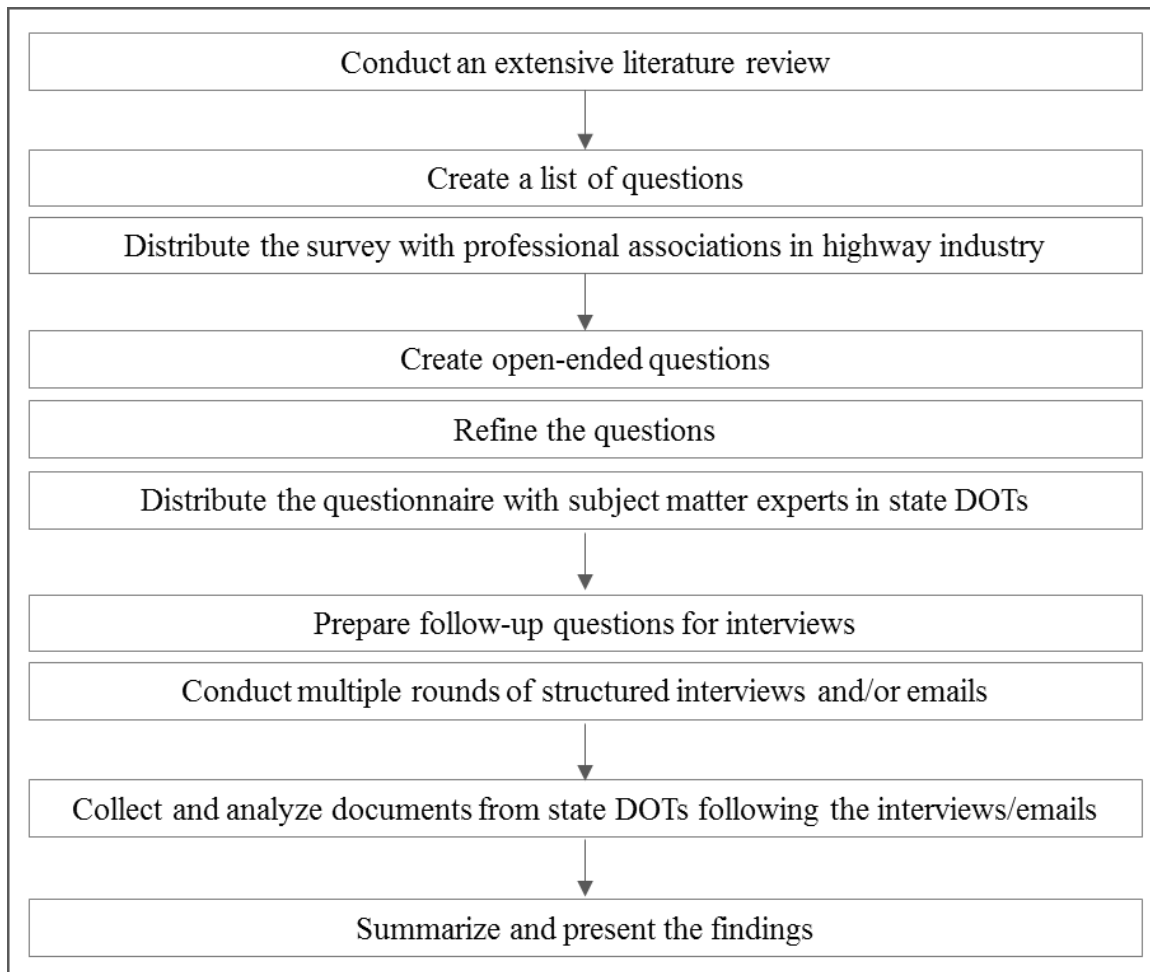 Conduct an extensive literature review
Create a list of questions
Distribute the survey with professional associations in highway industry
Create open-ended questions
Refine the questions
Distribute the questionnaire with subject matter experts in state DOTs
Prepare follow-up questions for interviews
Conduct multiple rounds of structured interviews and/or emails
Collect and analyze documents from state DOTs following the interviews/emails
Summarize and present the findings